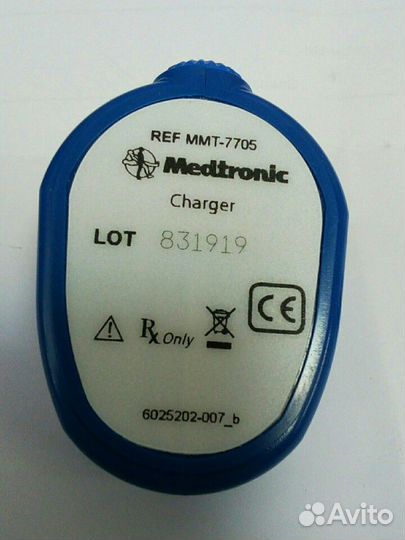 REF MMT-7705
Medtronic
Charger
LOT 831919
Rx Only
CE
6025202-007_b
Avito